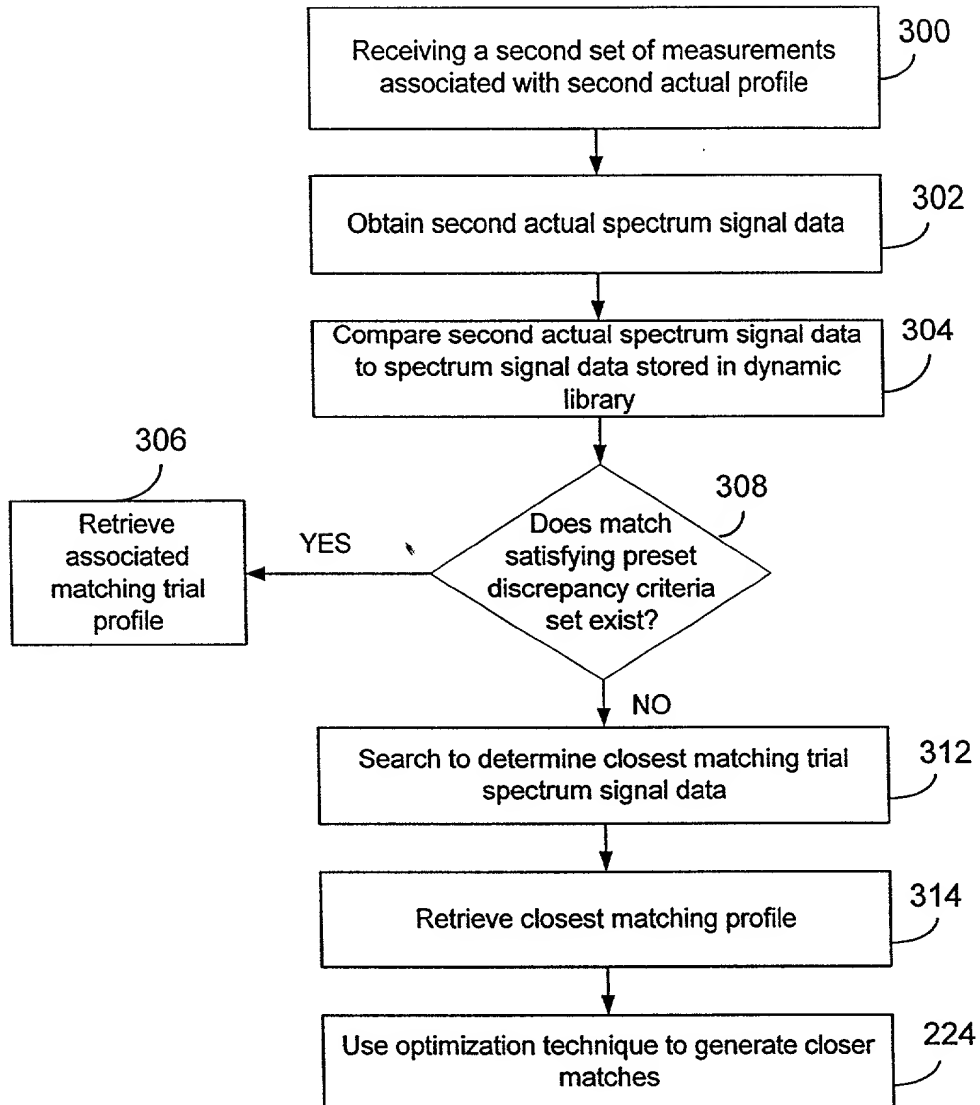 Receiving a second set of measurements
associated with second actual profile
300
Obtain second actual spectrum signal data
302
Compare second actual spectrum signal data
to spectrum signal data stored in dynamic
library
304
306
Retrieve
associated
matching trial
profile
YES
308
Does match
satisfying preset
discrepancy criteria
set exist?
NO
Search to determine closest matching trial
spectrum signal data
312
Retrieve closest matching profile
314
Use optimization technique to generate closer
matches
224